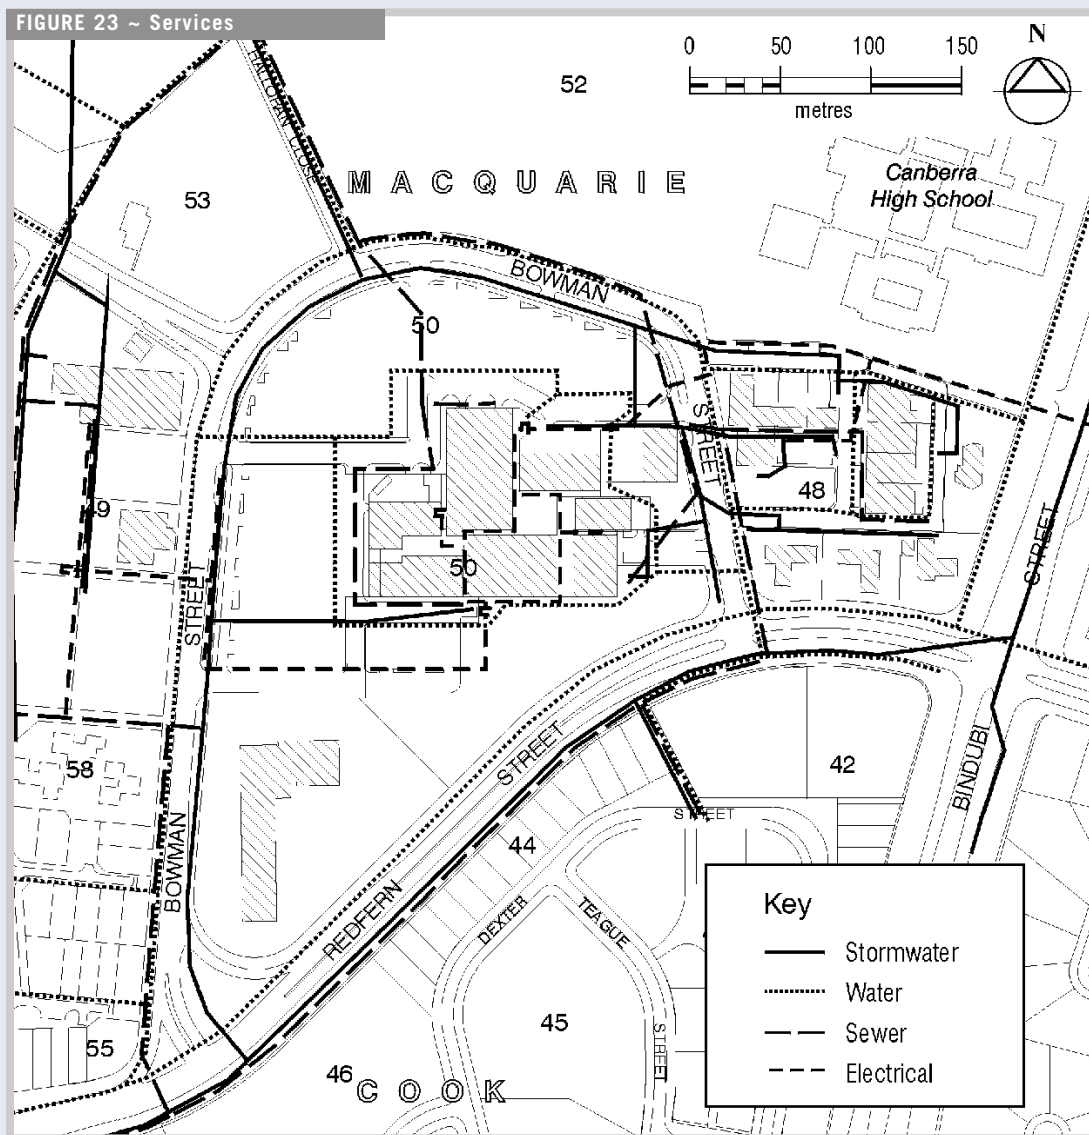 FIGURE 23 ~ Services
0 50 100 150
metres
N
52
HALLORAN CLOSE
MACQUARIE
Canberra
High School
53
BOWMAN
50
STREET
48
49
50
STREET
STREET
58
BOWMAN
STREET
REDFERN
42
BINDUBI
STREET
44
DEXTER
TEAGUE
STREET
45
55
46
COOK
Key
Stormwater
Water
Sewer
Electrical